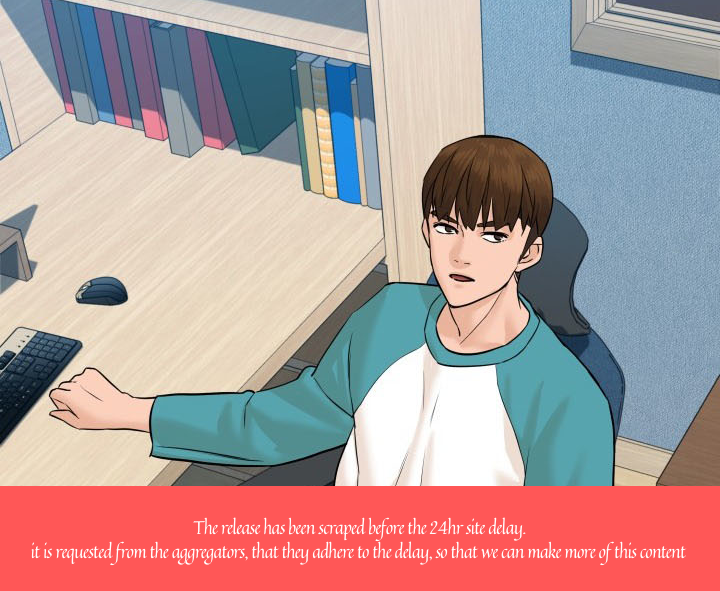 The release has been scraped before the 24hr site delay.
it is requested from the aggregators, that they adhere to the delay, so that we can make more of this content